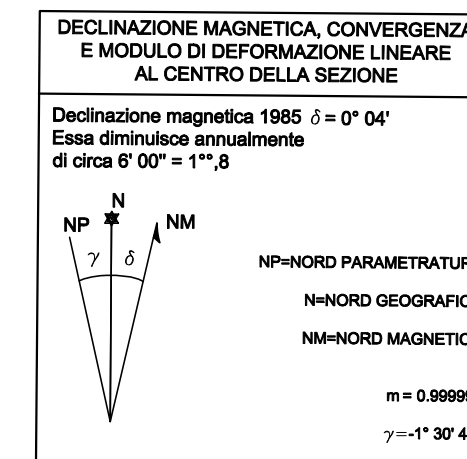 DECLINAZIONE MAGNETICA, CONVERGENZA
E MODULO DI DEFORMAZIONE LINEARE
AL CENTRO DELLA SEZIONE
Declinazione magnetica 1985 δ = 0° 04'
Essa diminuisce annualmente
di circa 6' 00" = 1°°,8
N
NP
NM
γ δ
NP=NORD PARAMETRATUR
N=NORD GEOGRAFIC
NM=NORD MAGNETIC
m = 0.99999
γ=-1° 30' 4